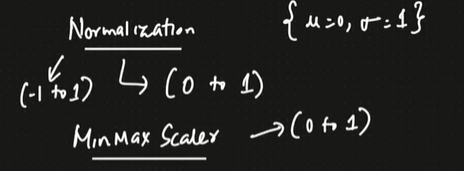 Normalization {μ=0, σ=1}
(-1 to 1) ↳ (0 to 1)
MinMax Scaler → (0 to 1)